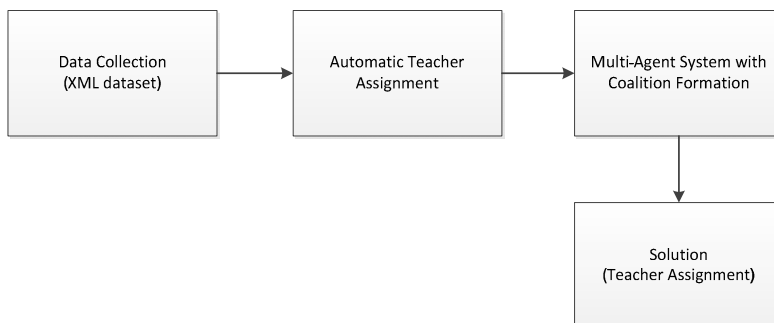 Data Collection
(XML dataset)
Automatic Teacher
Assignment
Multi-Agent System with
Coalition Formation
Solution
(Teacher Assignment)